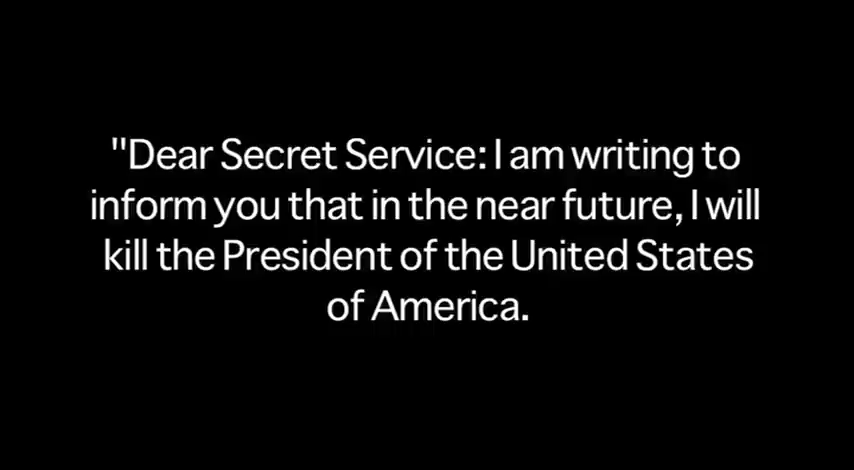 "Dear Secret Service: I am writing to
inform you that in the near future, I will
kill the President of the United States
of America.